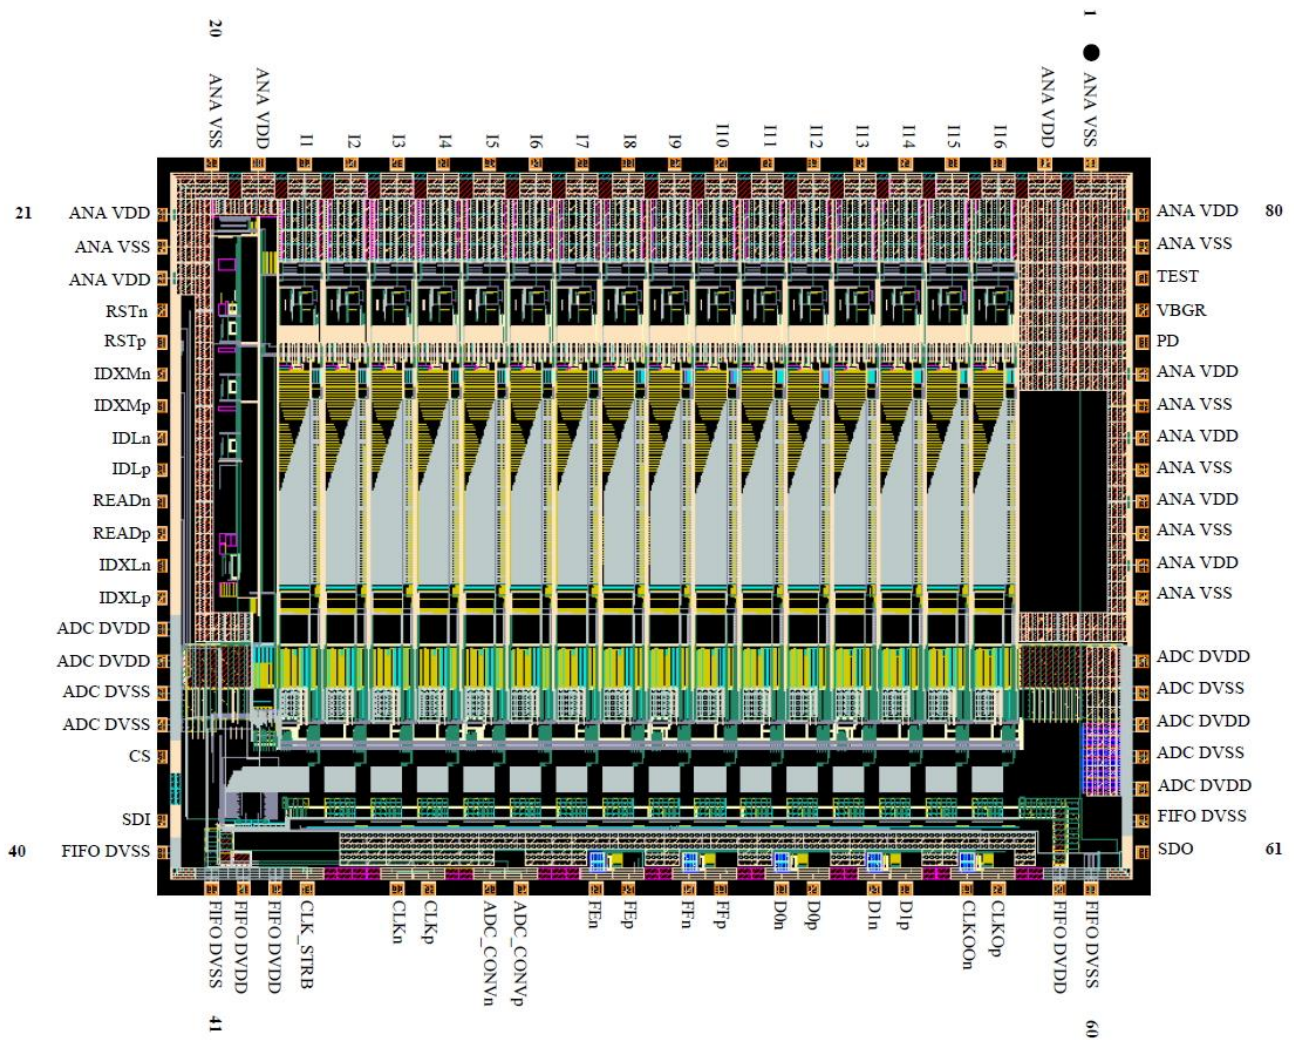 20
1
ANA VSS
ANA VDD
I1
I2
I3
I4
I5
I6
I7
I8
I9
I10
I11
I12
I13
I14
I15
I16
ANA VDD
ANA VSS
21 ANA VDD
ANA VSS
ANA VDD
RSTn
RSTp
IDXMn
IDXMp
IDLn
IDLp
READn
READp
IDXLn
IDXLp
ADC DVDD
ADC DVDD
ADC DVSS
ADC DVSS
CS
SDI
40 FIFO DVSS
ANA VDD 80
ANA VSS
TEST
VBGR
PD
ANA VDD
ANA VSS
ANA VDD
ANA VSS
ANA VDD
ANA VSS
ANA VDD
ANA VSS
ADC DVDD
ADC DVSS
ADC DVDD
ADC DVSS
ADC DVDD
FIFO DVSS
SDO 61
FIFO DVSS
FIFO DVDD
FIFO DVDD
CLK_STRB
CLKn
CLKp
ADC_CONVn
ADC_CONVp
FEn
FEp
FFn
FFp
D0n
D0p
D1n
D1p
CLKOOn
CLKOp
FIFO DVDD
FIFO DVSS
41
60